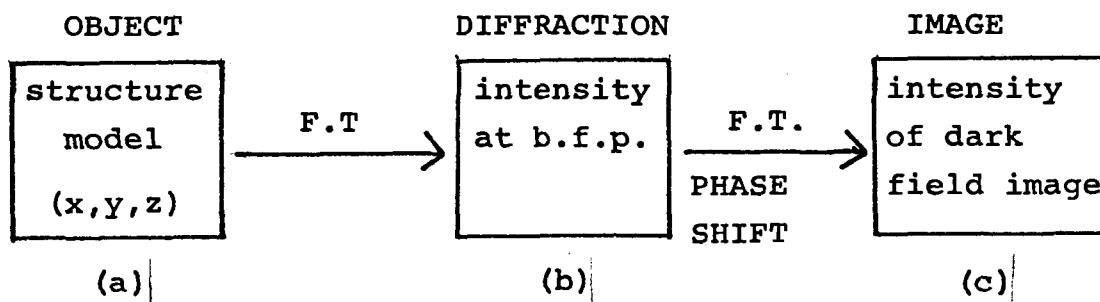 OBJECT
DIFFRACTION
IMAGE
structure
model
(x,y,z)
F.T
intensity
at b.f.p.
F.T.
PHASE
SHIFT
intensity
of dark
field image
(a)
(b)
(c)